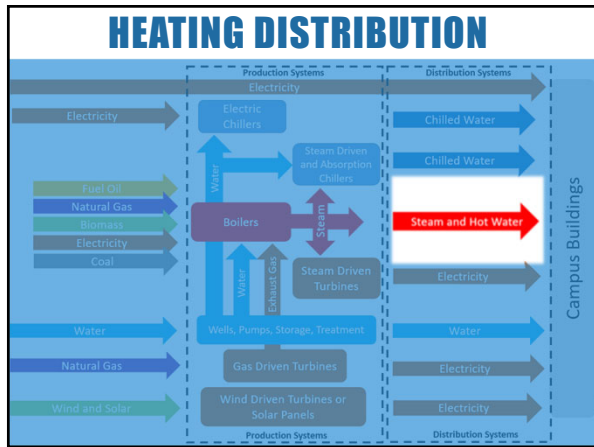 HEATING DISTRIBUTION
Production Systems
Distribution Systems
Electricity
Electricity
Electric
Chillers
Chilled Water
Steam Driven
and Absorption
Chillers
Chilled Water
Water
Fuel Oil
Natural Gas
Biomass
Electricity
Coal
Boilers
Steam
Steam and Hot Water
Campus Buildings
Water
Exhaust Gas
Steam Driven
Turbines
Electricity
Water
Wells, Pumps, Storage, Treatment
Water
Natural Gas
Gas Driven Turbines
Electricity
Wind and Solar
Wind Driven Turbines or
Solar Panels
Electricity
Production Systems
Distribution Systems